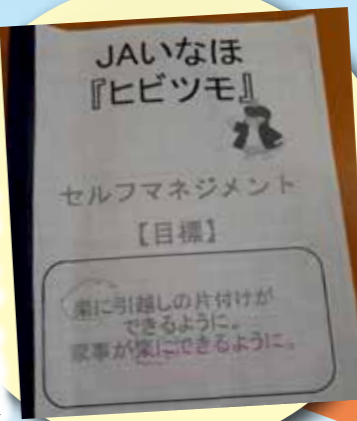 JAいなほ
『ヒビツモ』
セルフマネジメント
【目標】
楽に引越しの片付けが
できるように。
家事が楽にできるように。